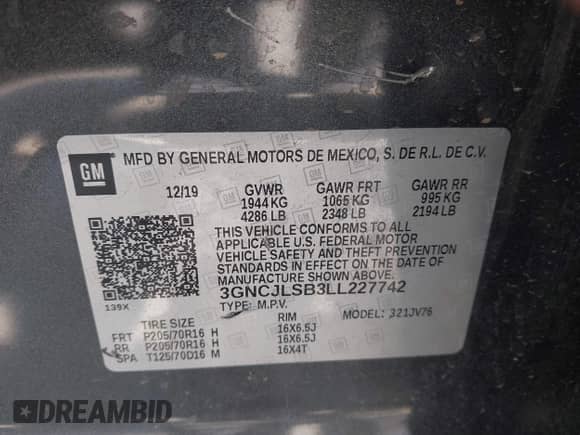 GM
MFD BY GENERAL MOTORS DE MEXICO, S. DE R.L. DE C.V.
12/19 GVWR GAWR FRT GAWR RR
1944 KG 1065 KG 995 KG
4286 LB 2348 LB 2194 LB
THIS VEHICLE CONFORMS TO ALL
APPLICABLE U.S. FEDERAL MOTOR
VEHICLE SAFETY AND THEFT PREVENTION
STANDARDS IN EFFECT ON THE DATE OF
MANUFACTURE SHOWN ABOVE.
3GNCJLSB3LL227742
TYPE: M.P.V. MODEL: 321JV76
139X
TIRE SIZE RIM
FRT P205/70R16 H 16X6.5J
RR P205/70R16 H 16X6.5J
SPA T125/70D16 M 16X4T
DREAMBID